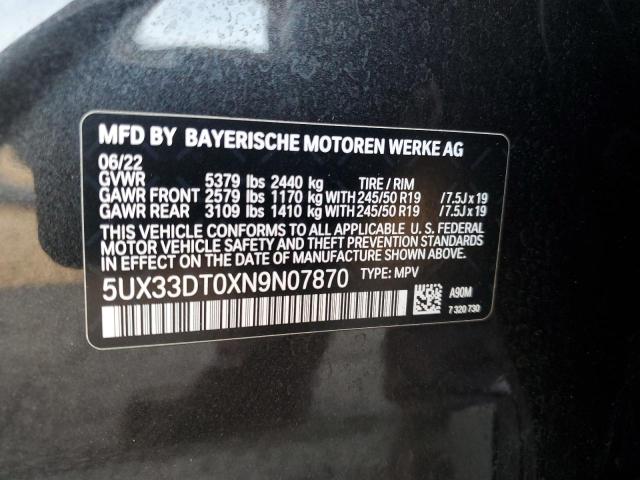 MFD BY BAYERISCHE MOTOREN WERKE AG
06/22
GVWR 5379 lbs 2440 kg TIRE / RIM
GAWR FRONT 2579 lbs 1170 kg WITH 245/50 R19 / 7.5J x 19
GAWR REAR 3109 lbs 1410 kg WITH 245/50 R19 / 7.5J x 19
THIS VEHICLE CONFORMS TO ALL APPLICABLE U. S. FEDERAL
MOTOR VEHICLE SAFETY AND THEFT PREVENTION STANDARDS
IN EFFECT ON THE DATE OF MANUFACTURE SHOWN ABOVE.
5UX33DT0XN9N07870 TYPE: MPV
A90M
7 320 730